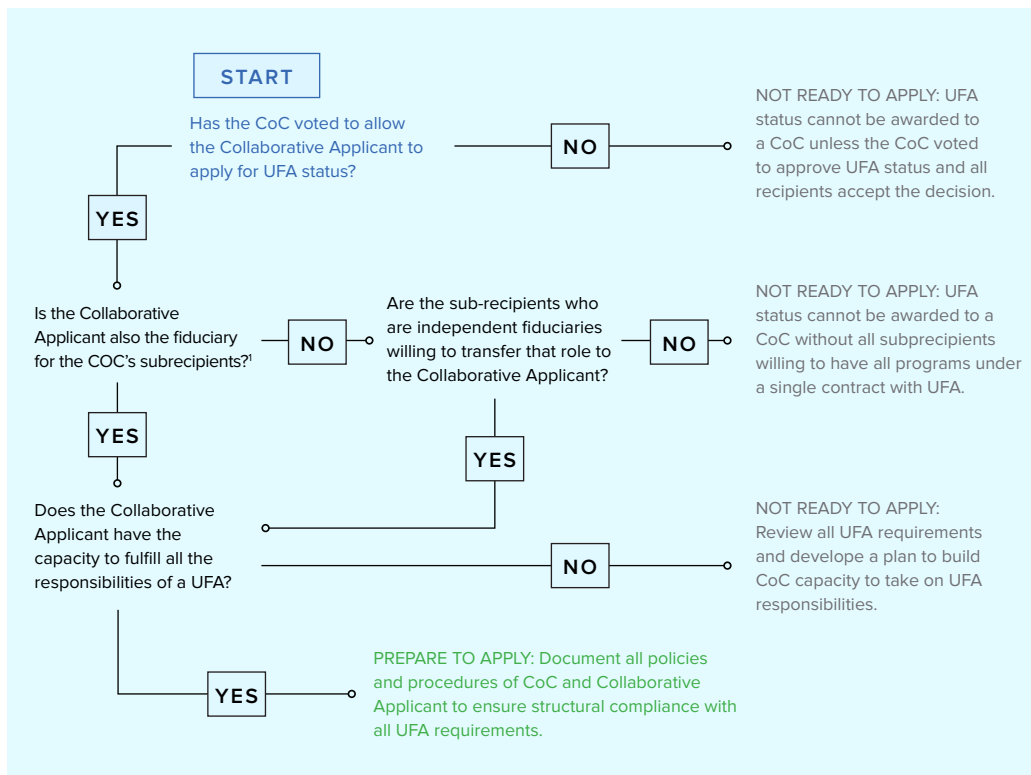 START
Has the CoC voted to allow
the Collaborative Applicant to
apply for UFA status?
NO
NOT READY TO APPLY: UFA
status cannot be awarded to
a CoC unless the CoC voted
to approve UFA status and all
recipients accept the decision.
YES
Is the Collaborative
Applicant also the fiduciary
for the COC’s subrecipients?¹
NO
Are the sub-recipients who
are independent fiduciaries
willing to transfer that role to
the Collaborative Applicant?
NO
NOT READY TO APPLY: UFA
status cannot be awarded to a
CoC without all subprecipients
willing to have all programs under
a single contract with UFA.
YES
YES
Does the Collaborative
Applicant have the
capacity to fulfill all the
responsibilities of a UFA?
NO
NOT READY TO APPLY:
Review all UFA requirements
and develope a plan to build
CoC capacity to take on UFA
responsibilities.
YES
PREPARE TO APPLY: Document all policies
and procedures of CoC and Collaborative
Applicant to ensure structural compliance with
all UFA requirements.